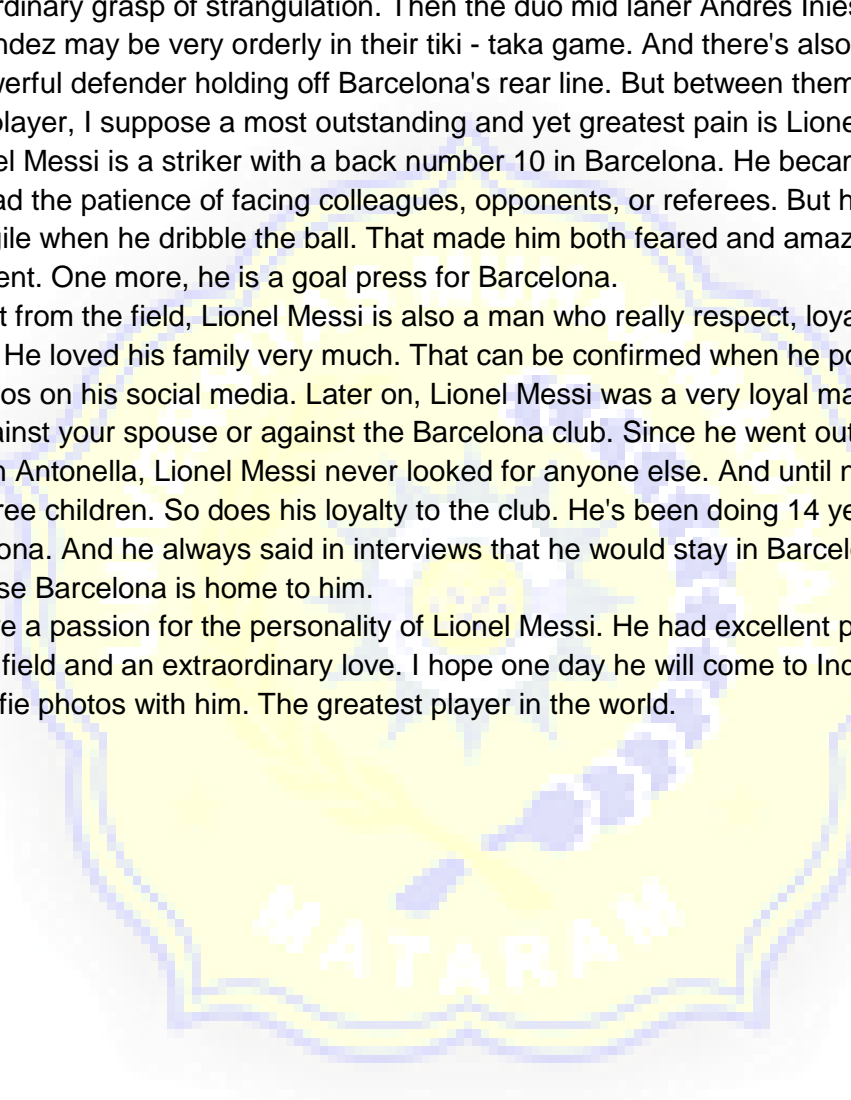 rdinary grasp of strangulation. Then the duo mid laner Andres Inies
ndez may be very orderly in their tiki - taka game. And there's also
werful defender holding off Barcelona's rear line. But between them
player, I suppose a most outstanding and yet greatest pain is Lione
el Messi is a striker with a back number 10 in Barcelona. He becar
ad the patience of facing colleagues, opponents, or referees. But h
gile when he dribble the ball. That made him both feared and amaz
ent. One more, he is a goal press for Barcelona.
t from the field, Lionel Messi is also a man who really respect, loya
He loved his family very much. That can be confirmed when he po
os on his social media. Later on, Lionel Messi was a very loyal ma
ainst your spouse or against the Barcelona club. Since he went out
n Antonella, Lionel Messi never looked for anyone else. And until n
ree children. So does his loyalty to the club. He's been doing 14 ye
ona. And he always said in interviews that he would stay in Barcel
se Barcelona is home to him.
e a passion for the personality of Lionel Messi. He had excellent p
field and an extraordinary love. I hope one day he will come to Ind
fie photos with him. The greatest player in the world.
MATARAM